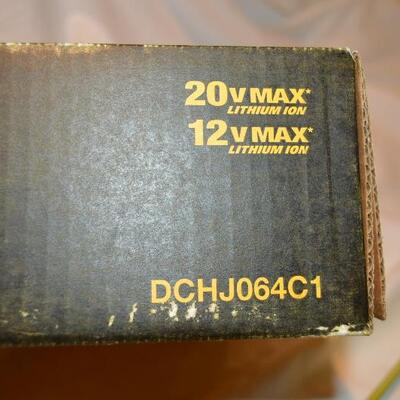 20V MAX*
LITHIUM ION
12V MAX*
LITHIUM ION
DCHJ064C1